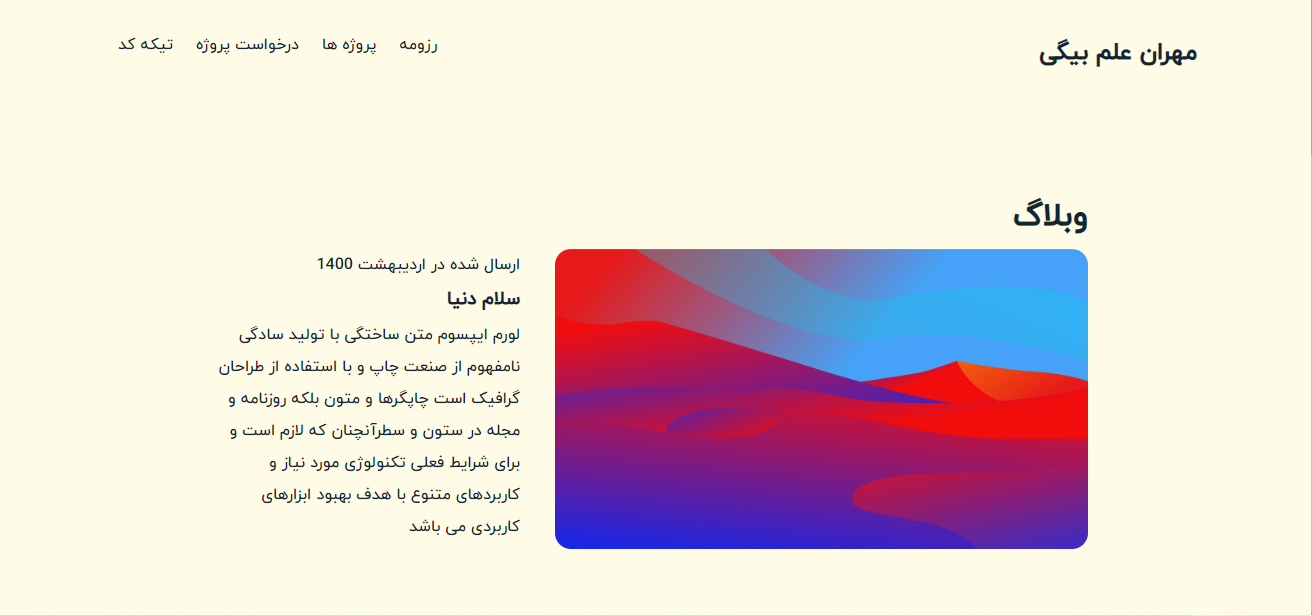 مهران علم بیگی
رزومه پروژه ها درخواست پروژه تیکه کد
وبلاگ
ارسال شده در اردیبهشت 1400
سلام دنیا
لورم ایپسوم متن ساختگی با تولید سادگی
نامفهوم از صنعت چاپ و با استفاده از طراحان
گرافیک است چاپگرها و متون بلکه روزنامه و
مجله در ستون و سطرآنچنان که لازم است و
برای شرایط فعلی تکنولوژی مورد نیاز و
کاربردهای متنوع با هدف بهبود ابزارهای
کاربردی می باشد